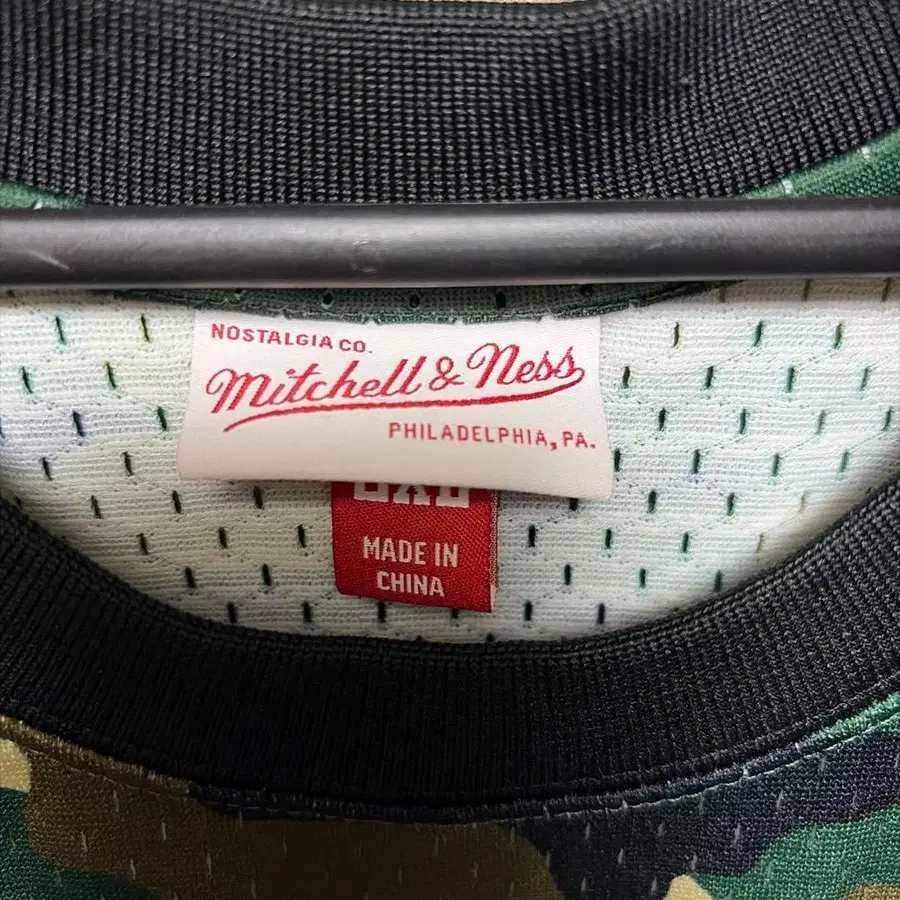 NOSTALGIA CO.
Mitchell & Ness
PHILADELPHIA, PA.
MADE IN
CHINA